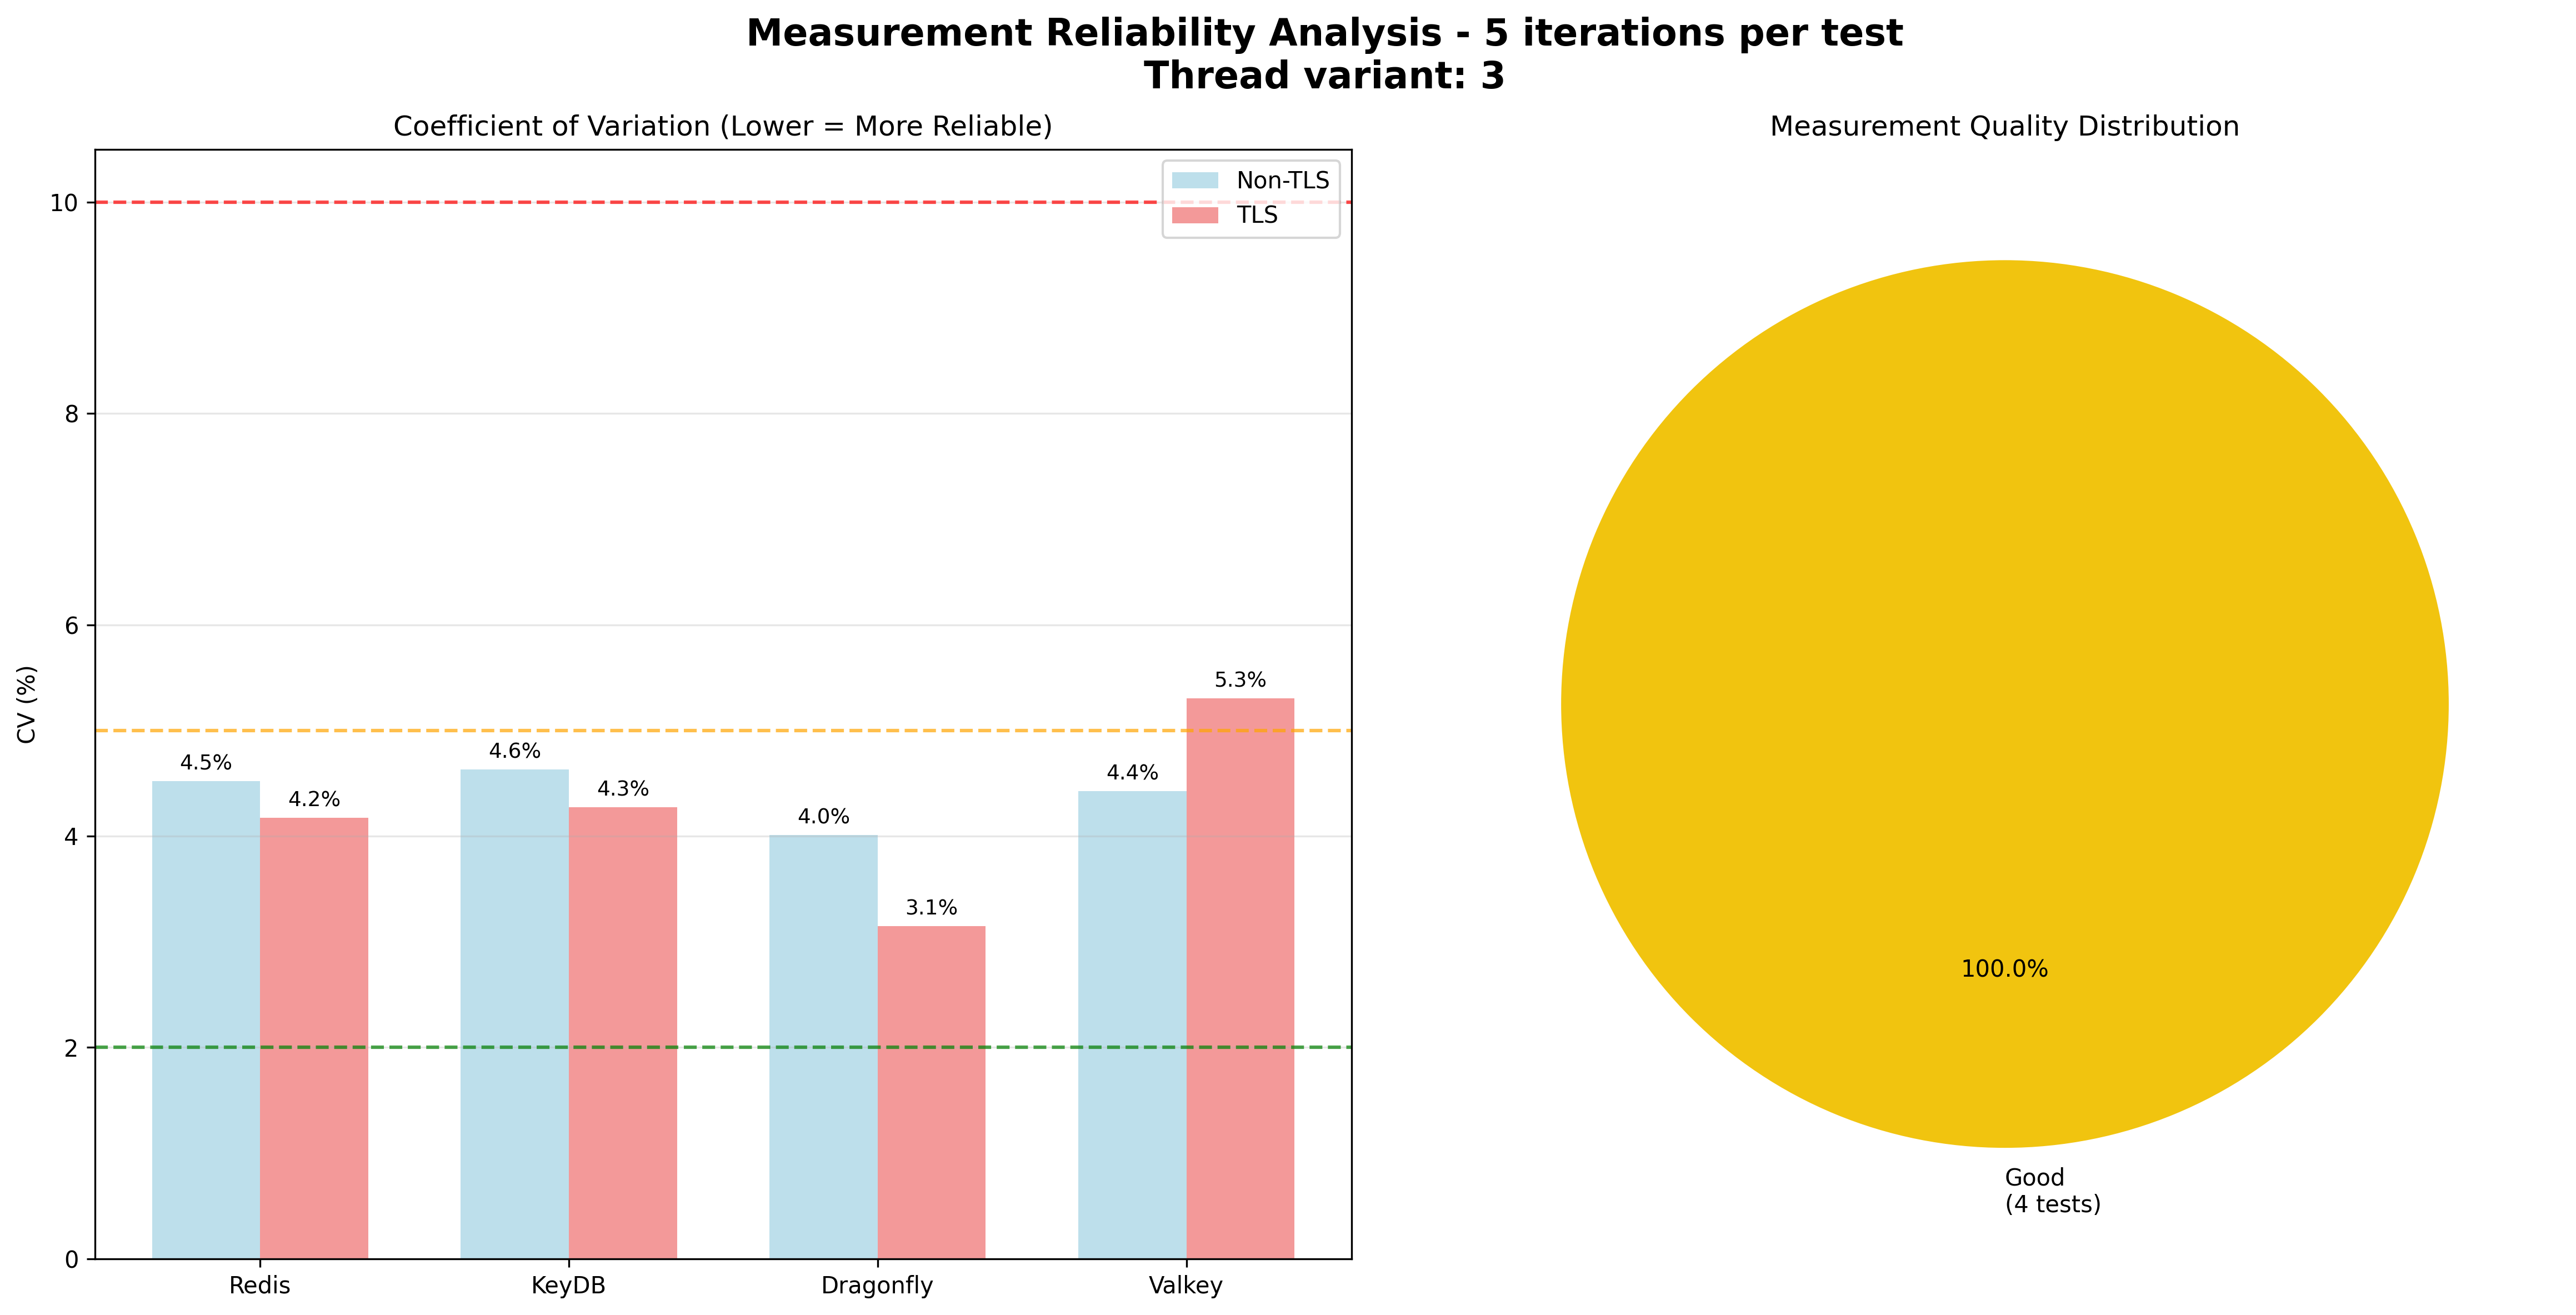 Measurement Reliability Analysis - 5 iterations per test
Thread variant: 3
Coefficient of Variation (Lower = More Reliable)
CV (%)
10
8
6
4
2
0
Non-TLS
TLS
4.5%
4.2%
4.6%
4.3%
4.0%
3.1%
4.4%
5.3%
Redis
KeyDB
Dragonfly
Valkey
Measurement Quality Distribution
100.0%
Good
(4 tests)